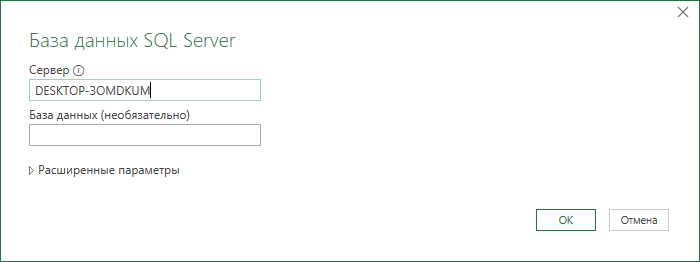 База данных SQL Server
Сервер
DESKTOP-3OMDKUM
База данных (необязательно)
Расширенные параметры
ОК
Отмена